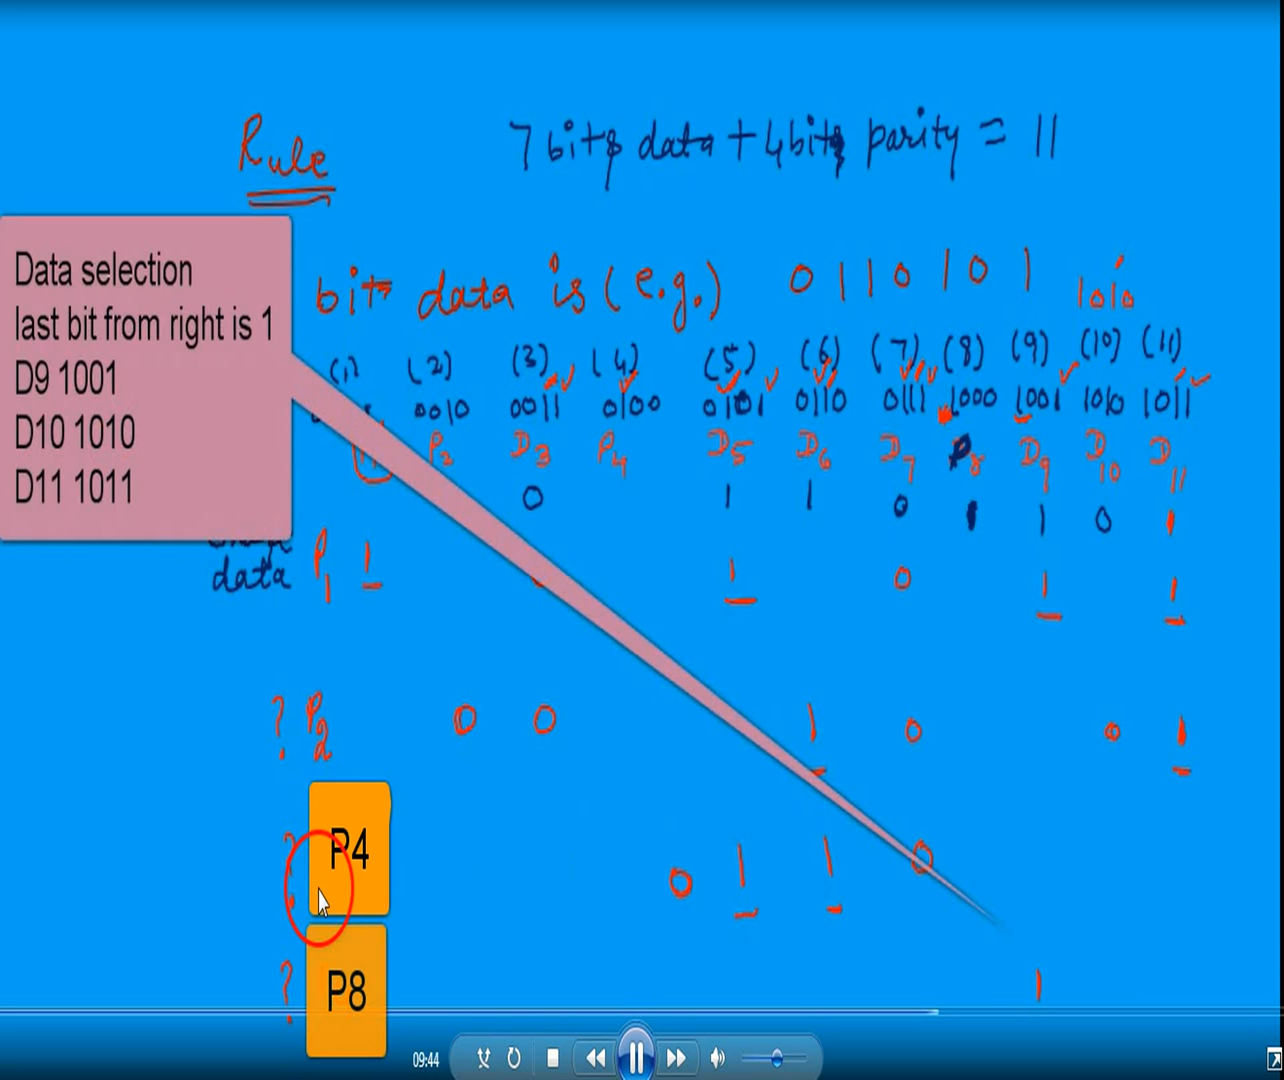 Rule
7 bits data + 4 bits parity = 11
Data selection
last bit from right is 1
D9 1001
D10 1010
D11 1011
bits data is (e.g.) 0 1 1 0 1 0 1 1010
(1) (2) (3) (4) (5) (6) (7) (8) (9) (10) (11)
0010 0011 0100 0101 0110 0111 1000 1001 1010 1011
P2 D3 P4 D5 D6 D7 P8 D9 D10 D11
0 1 1 0 1 0 1
data P1 1 1 0 1 1
? P2 0 0 1 0 0 1
? P4 0 1 1 0
? P8 1
09:44